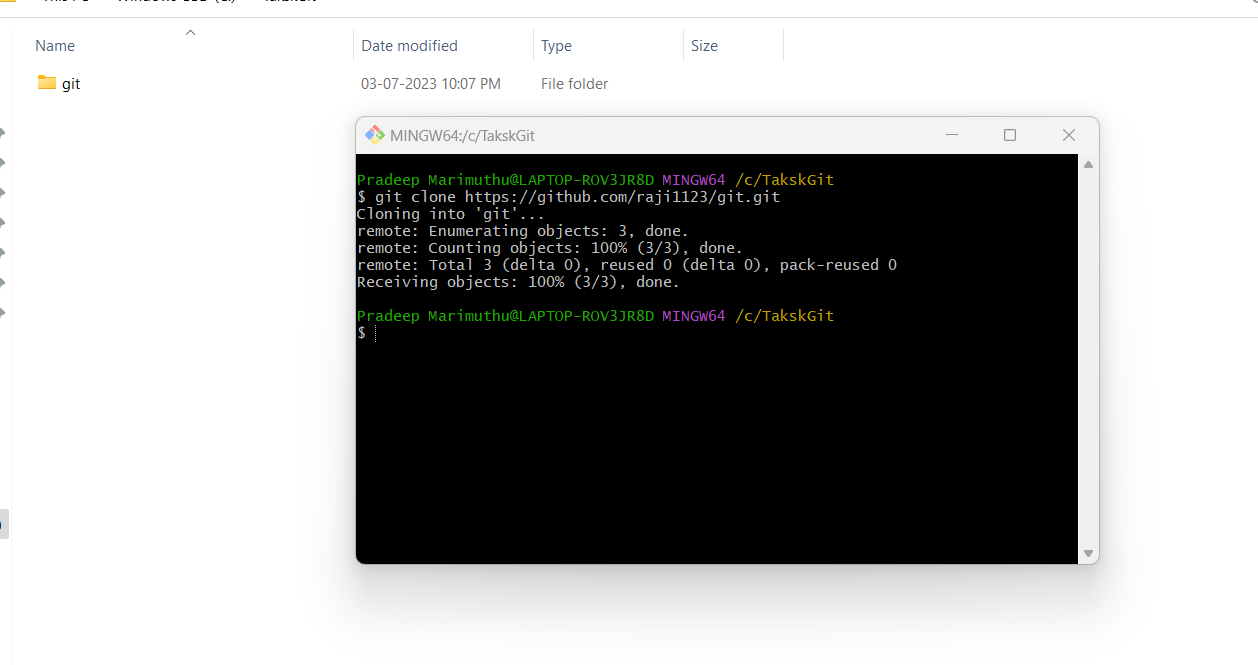 Name Date modified Type Size
git 03-07-2023 10:07 PM File folder
MINGW64:/c/TakskGit
Pradeep Marimuthu@LAPTOP-ROV3JR8D MINGW64 /c/TakskGit
$ git clone https://github.com/raji1123/git.git
Cloning into 'git'...
remote: Enumerating objects: 3, done.
remote: Counting objects: 100% (3/3), done.
remote: Total 3 (delta 0), reused 0 (delta 0), pack-reused 0
Receiving objects: 100% (3/3), done.
Pradeep Marimuthu@LAPTOP-ROV3JR8D MINGW64 /c/TakskGit
$